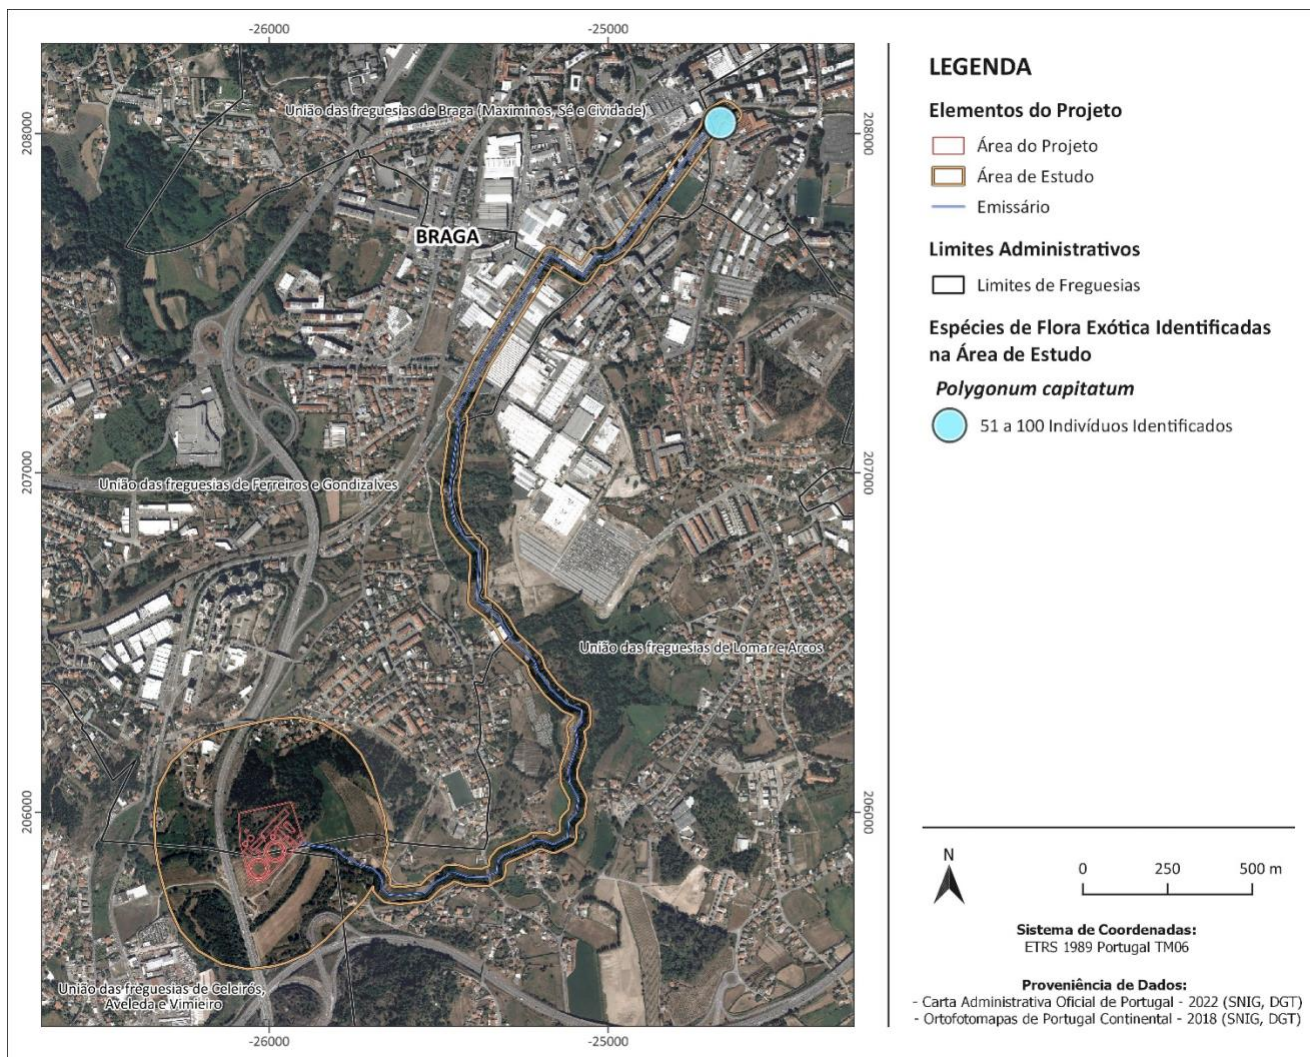 -26000
-25000
208000
208000
União das freguesias de Braga (Maximinos, Sé e Cividade)
BRAGA
207000
207000
União das freguesias de Ferreiros e Gondizalves
União das freguesias de Lomar e Arcos
206000
206000
União das freguesias de Celeirós,
Aveleda e Vimieiro
-26000
-25000
LEGENDA
Elementos do Projeto
Área do Projeto
Área de Estudo
Emissário
Limites Administrativos
Limites de Freguesias
Espécies de Flora Exótica Identificadas
na Área de Estudo
Polygonum capitatum
51 a 100 Indivíduos Identificados
N
0 250 500 m
Sistema de Coordenadas:
ETRS 1989 Portugal TM06
Proveniência de Dados:
- Carta Administrativa Oficial de Portugal - 2022 (SNIG, DGT)
- Ortofotomapas de Portugal Continental - 2018 (SNIG, DGT)